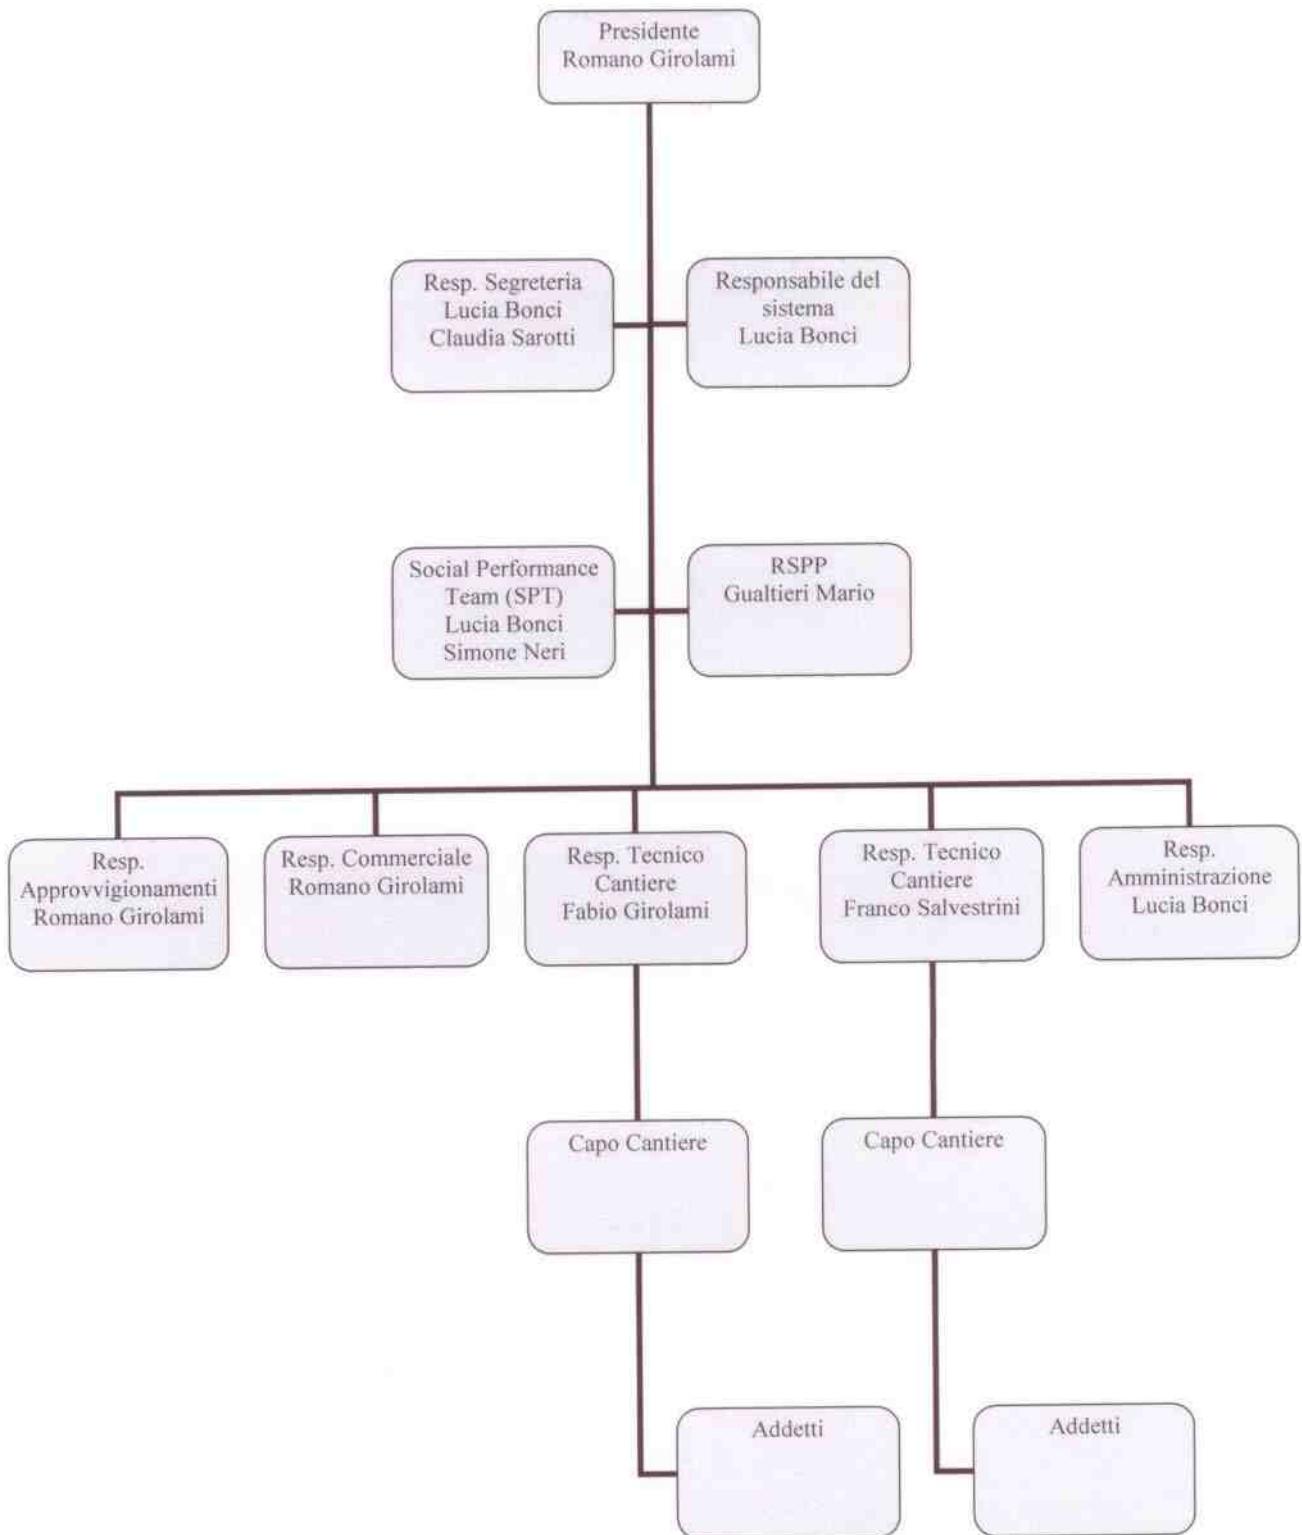 Presidente
Romano Girolami
Resp. Segreteria
Lucia Bonci
Claudia Sarotti
Responsabile del
sistema
Lucia Bonci
Social Performance
Team (SPT)
Lucia Bonci
Simone Neri
RSPP
Gualtieri Mario
Resp.
Approvvigionamenti
Romano Girolami
Resp. Commerciale
Romano Girolami
Resp. Tecnico
Cantiere
Fabio Girolami
Resp. Tecnico
Cantiere
Franco Salvestrini
Resp.
Amministrazione
Lucia Bonci
Capo Cantiere
Capo Cantiere
Addetti
Addetti